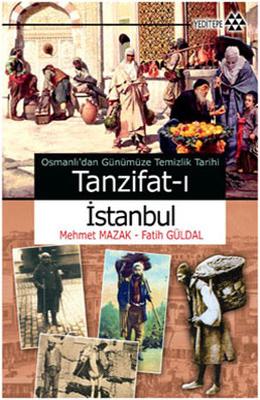 YEDİTEPE
Osmanlı'dan Günümüze Temizlik Tarihi
Tanzifat-ı
İstanbul
Mehmet MAZAK - Fatih GÜLDAL